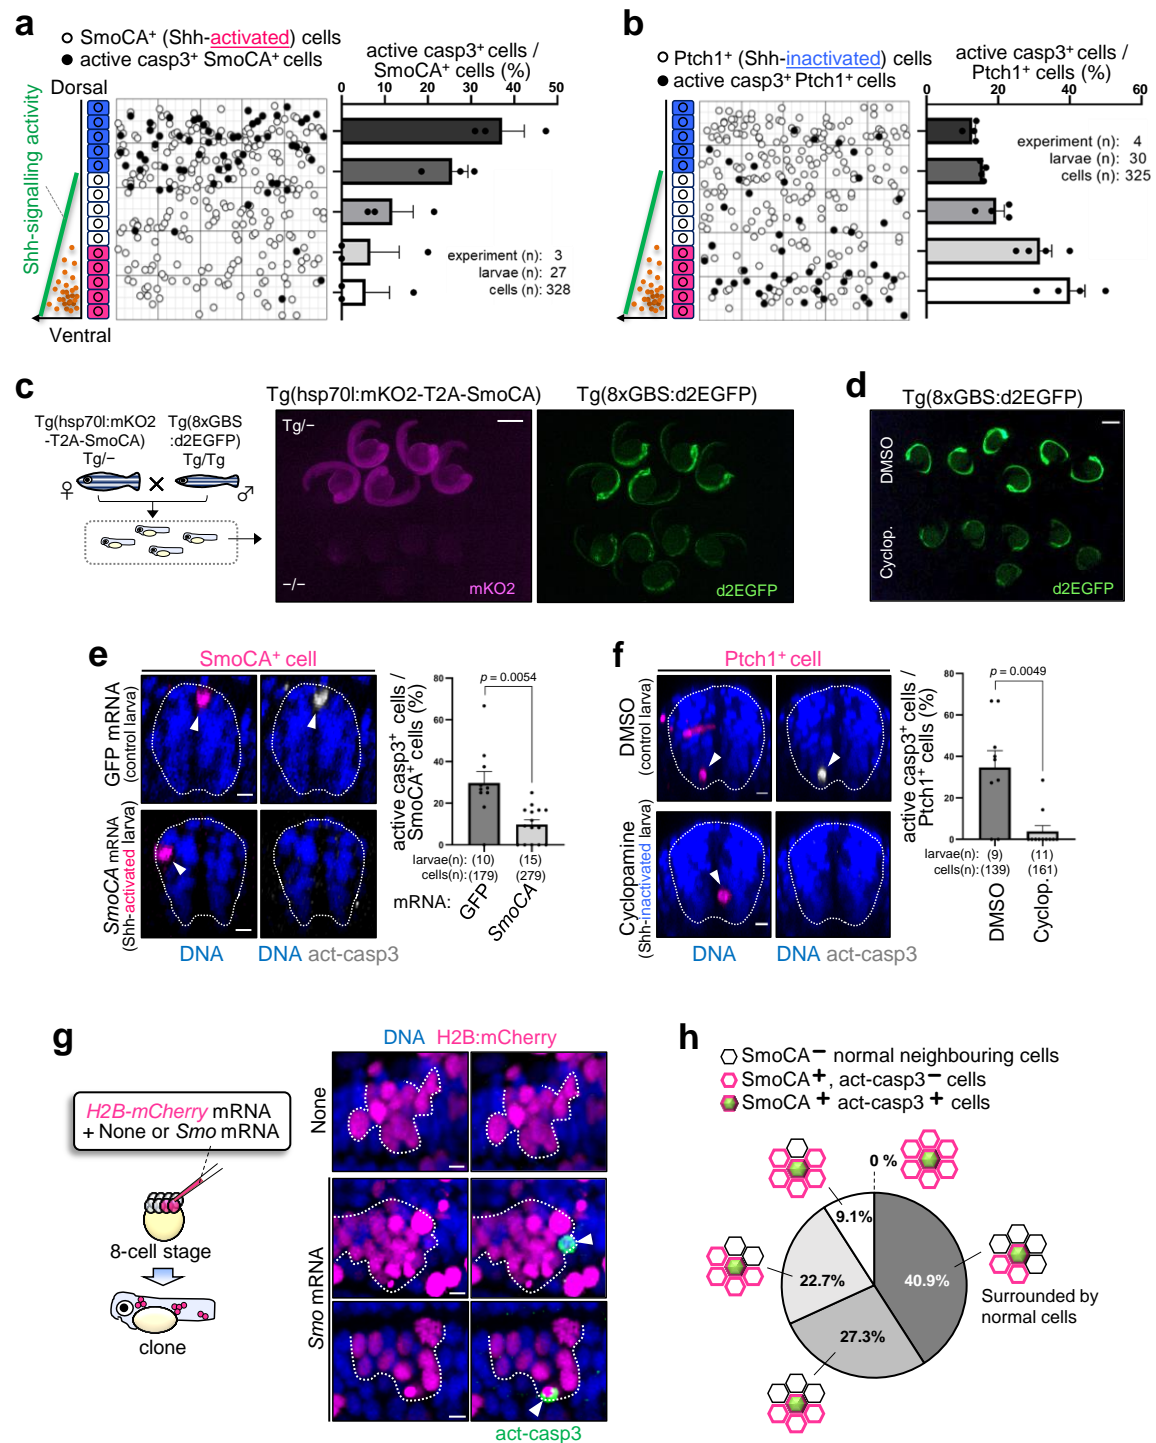 a
SmoCA+ (Shh-activated) cells
active casp3+ SmoCA+ cells
active casp3+ cells /
SmoCA+ cells (%)
0 10 20 30 40 50
Dorsal
Shh-signalling activity
Ventral
experiment (n): 3
larvae (n): 27
cells (n): 328
b
Ptch1+ (Shh-inactivated) cells
active casp3+ Ptch1+ cells
active casp3+ cells /
Ptch1+ cells (%)
0 20 40 60
experiment (n): 4
larvae (n): 30
cells (n): 325
c
Tg(hsp70l:mKO2
-T2A-SmoCA)
Tg/−
Tg(8xGBS
:d2EGFP)
Tg/Tg
♀ × ♂
Tg(hsp70l:mKO2-T2A-SmoCA)
Tg/−
−/−
mKO2
Tg(8xGBS:d2EGFP)
d2EGFP
d
Tg(8xGBS:d2EGFP)
DMSO
Cyclop.
d2EGFP
e
SmoCA+ cell
GFP mRNA
(control larva)
SmoCA mRNA
(Shh-activated larva)
DNA
DNA act-casp3
active casp3+ cells /
SmoCA+ cells (%)
80
60
40
20
0
p = 0.0054
larvae(n): (10) (15)
cells(n): (179) (279)
mRNA: GFP SmoCA
f
Ptch1+ cell
DMSO
(control larva)
Cyclopamine
(Shh-inactivated larva)
DNA
DNA act-casp3
active casp3+ cells /
Ptch1+ cells (%)
80
60
40
20
0
p = 0.0049
larvae(n): (9) (11)
cells(n): (139) (161)
DMSO Cyclop.
g
H2B-mCherry mRNA
+ None or Smo mRNA
8-cell stage
clone
DNA H2B:mCherry
None
Smo mRNA
act-casp3
h
SmoCA− normal neighbouring cells
SmoCA+, act-casp3− cells
SmoCA+ act-casp3+ cells
0 %
9.1%
22.7%
40.9%
27.3%
Surrounded by
normal cells